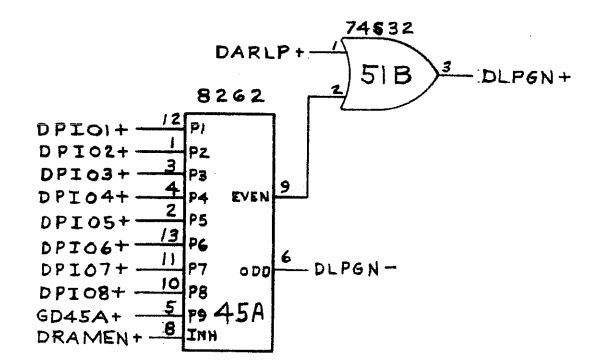 74S32
DARLP+ 1
51B 3 DLPGN+
2
8262
DPIO1+ 12 P1
DPIO2+ 1 P2
DPIO3+ 3 P3
DPIO4+ 4 P4 EVEN 9
DPIO5+ 2 P5
DPIO6+ 13 P6
DPIO7+ 11 P7 ODD 6 DLPGN-
DPIO8+ 10 P8
GD45A+ 5 P9 45A
DRAMEN+ 8 INH